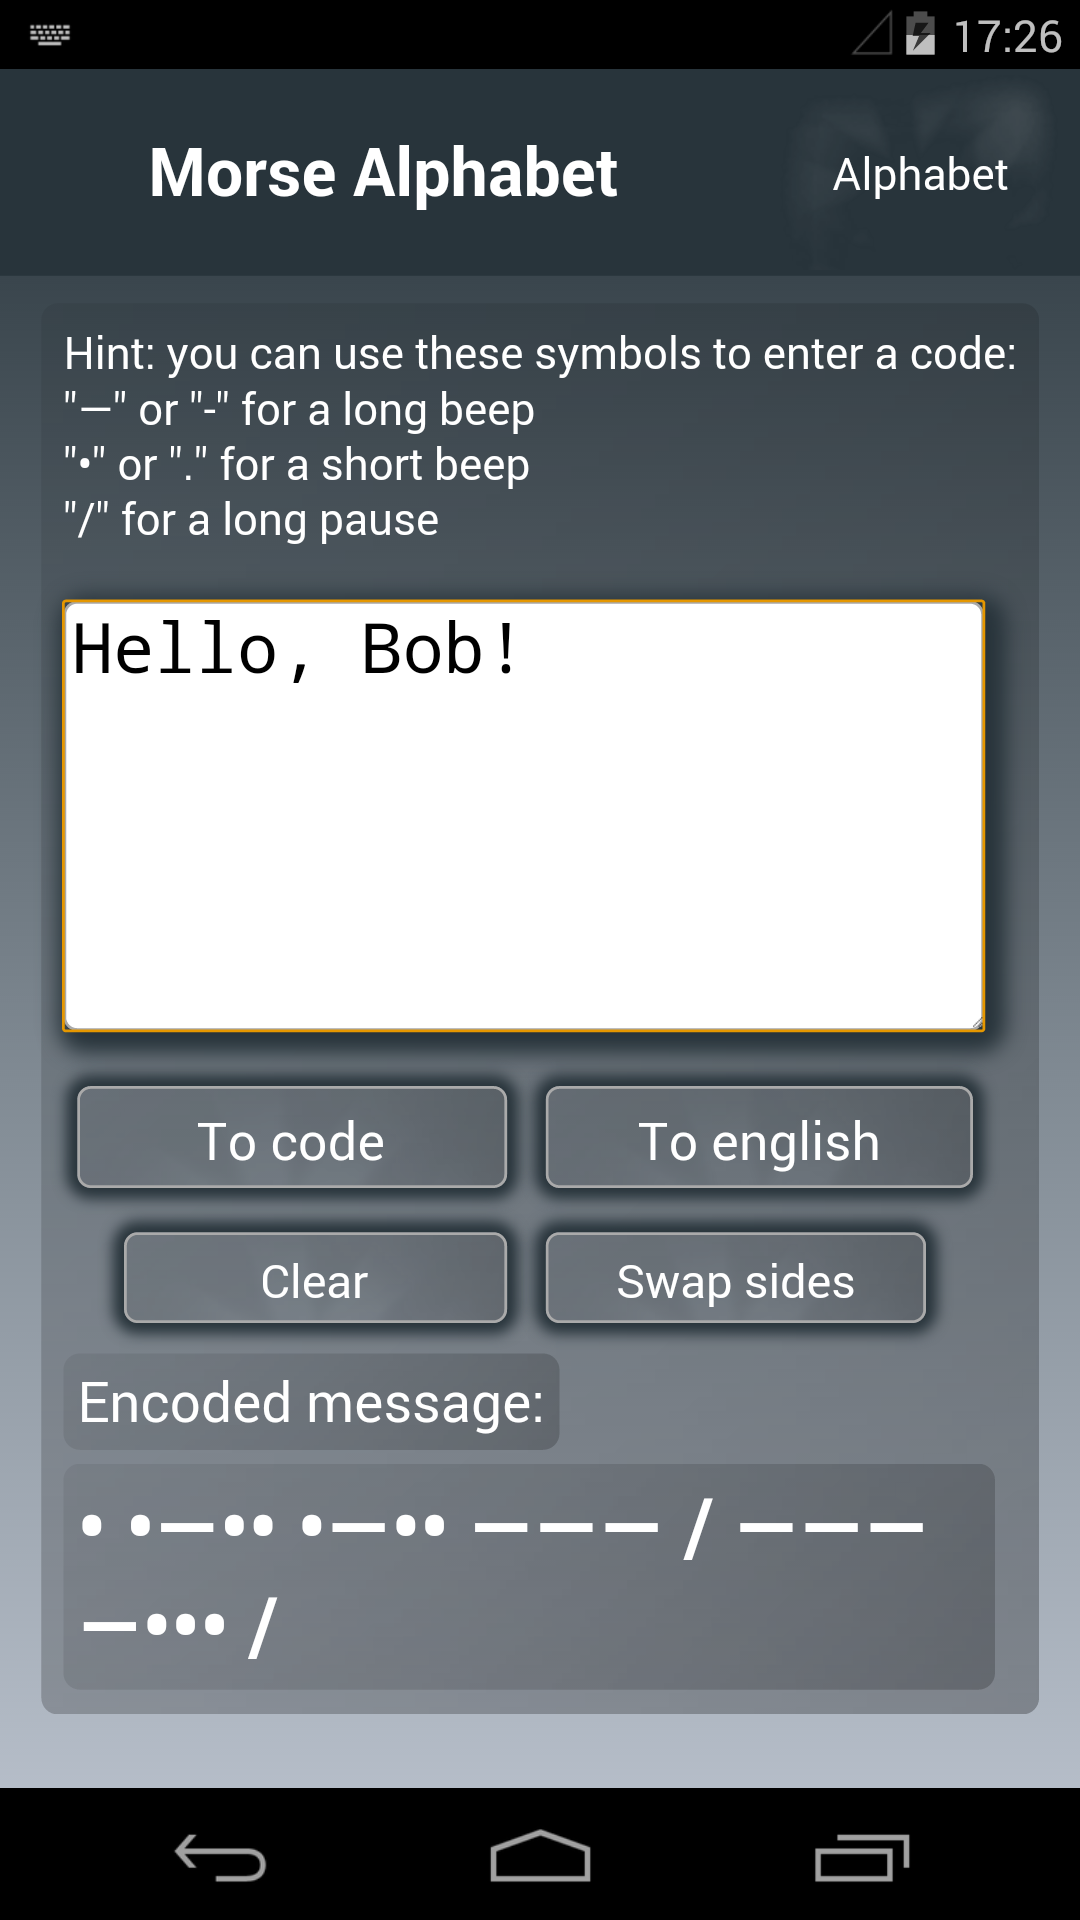 17:26
Morse Alphabet
Alphabet
Hint: you can use these symbols to enter a code:
"—" or "-" for a long beep
"•" or "." for a short beep
"/" for a long pause
Hello, Bob!
To code
To english
Clear
Swap sides
Encoded message:
• •—•• •—•• ——— / ———
—••• /